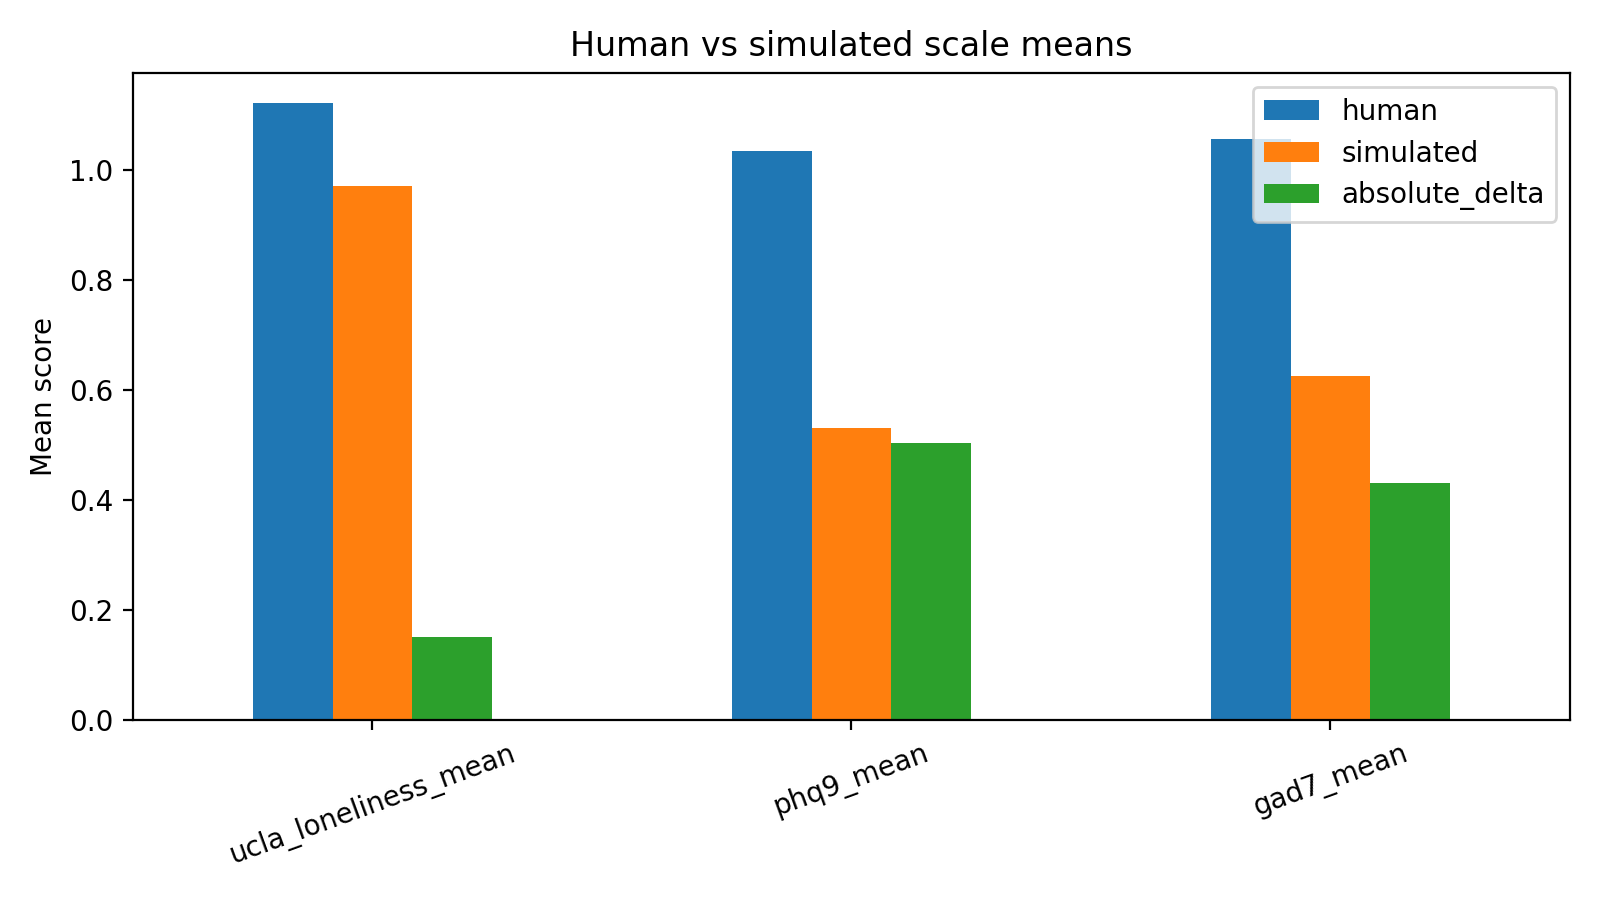 Human vs simulated scale means
human
simulated
absolute_delta
Mean score
1.0
0.8
0.6
0.4
0.2
0.0
ucla_loneliness_mean
phq9_mean
gad7_mean